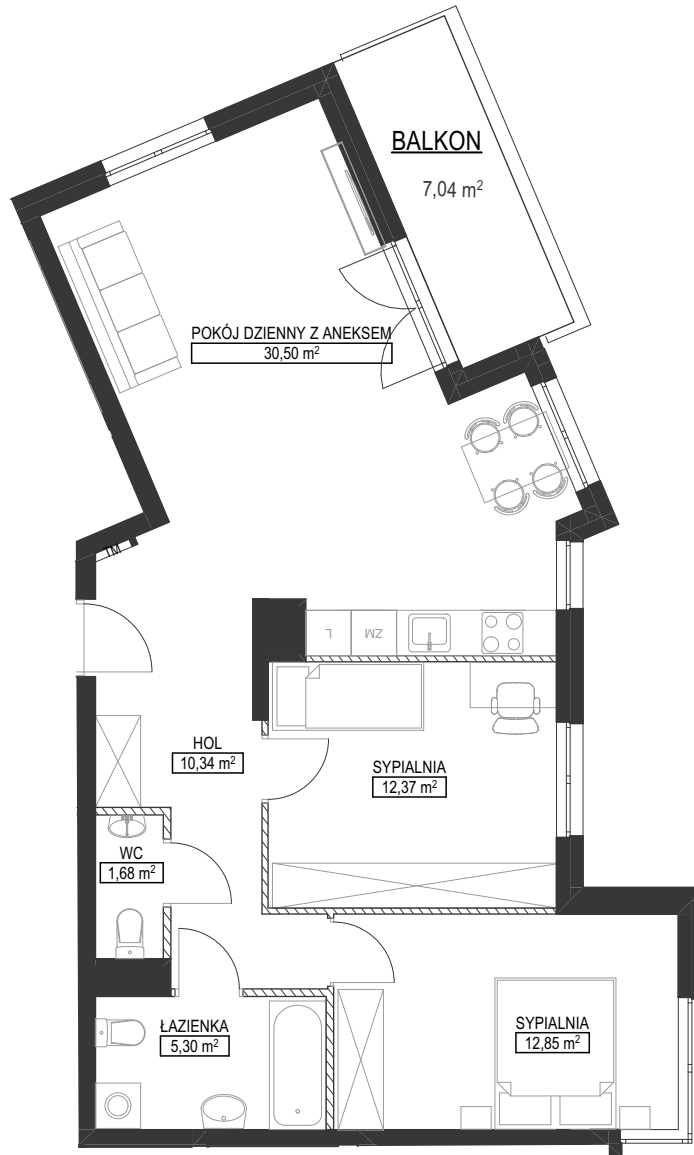 BALKON
7,04 m²
POKÓJ DZIENNY Z ANEKSEM
30,50 m²
TM
L
ZM
HOL
10,34 m²
SYPIALNIA
12,37 m²
WC
1,68 m²
ŁAZIENKA
5,30 m²
SYPIALNIA
12,85 m²